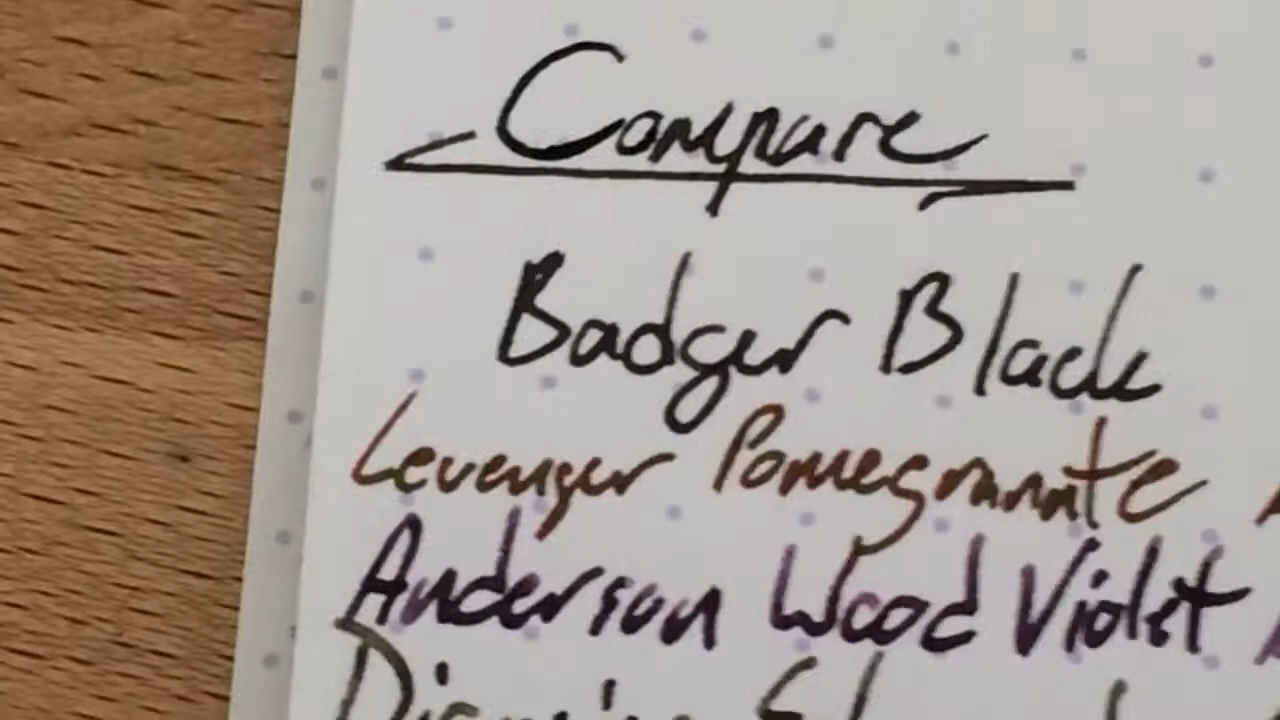 Compare
Badger Black
Levenger Pomegranate
Anderson Wood Violet